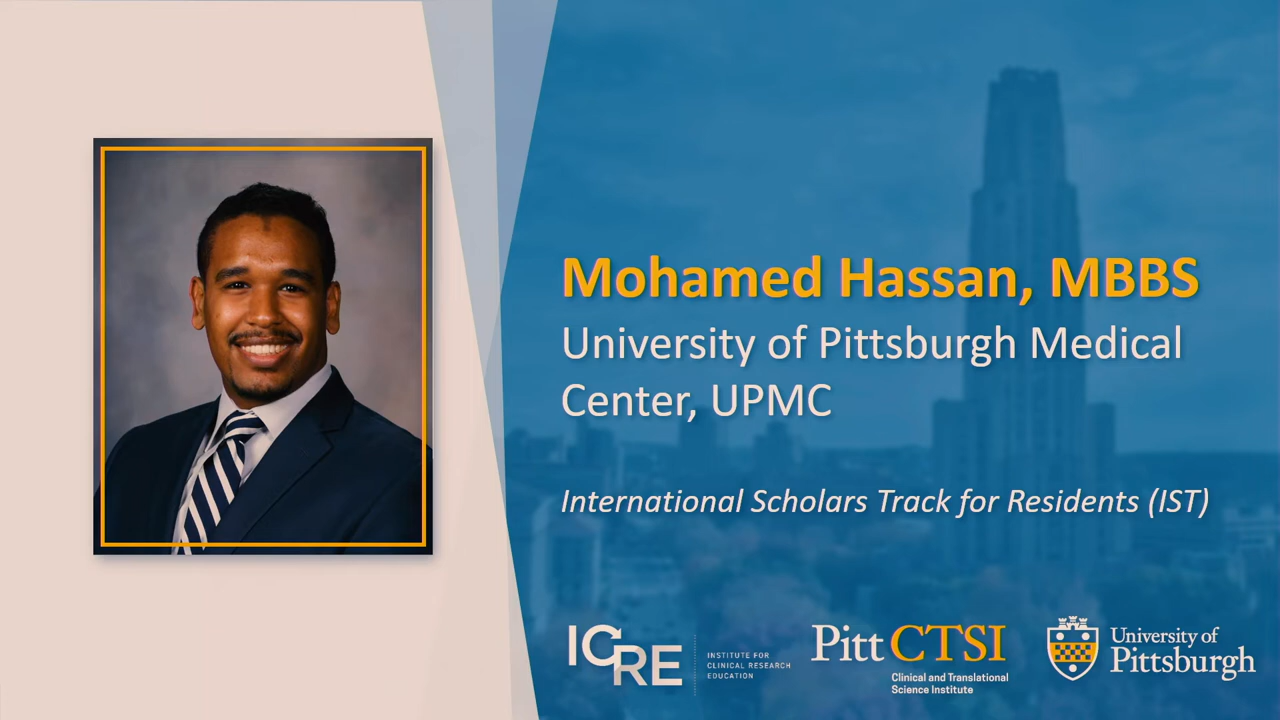 Mohamed Hassan, MBBS
University of Pittsburgh Medical
Center, UPMC
International Scholars Track for Residents (IST)
ICRE
INSTITUTE FOR
CLINICAL RESEARCH
EDUCATION
Pitt CTSI
Clinical and Translational
Science Institute
University of
Pittsburgh